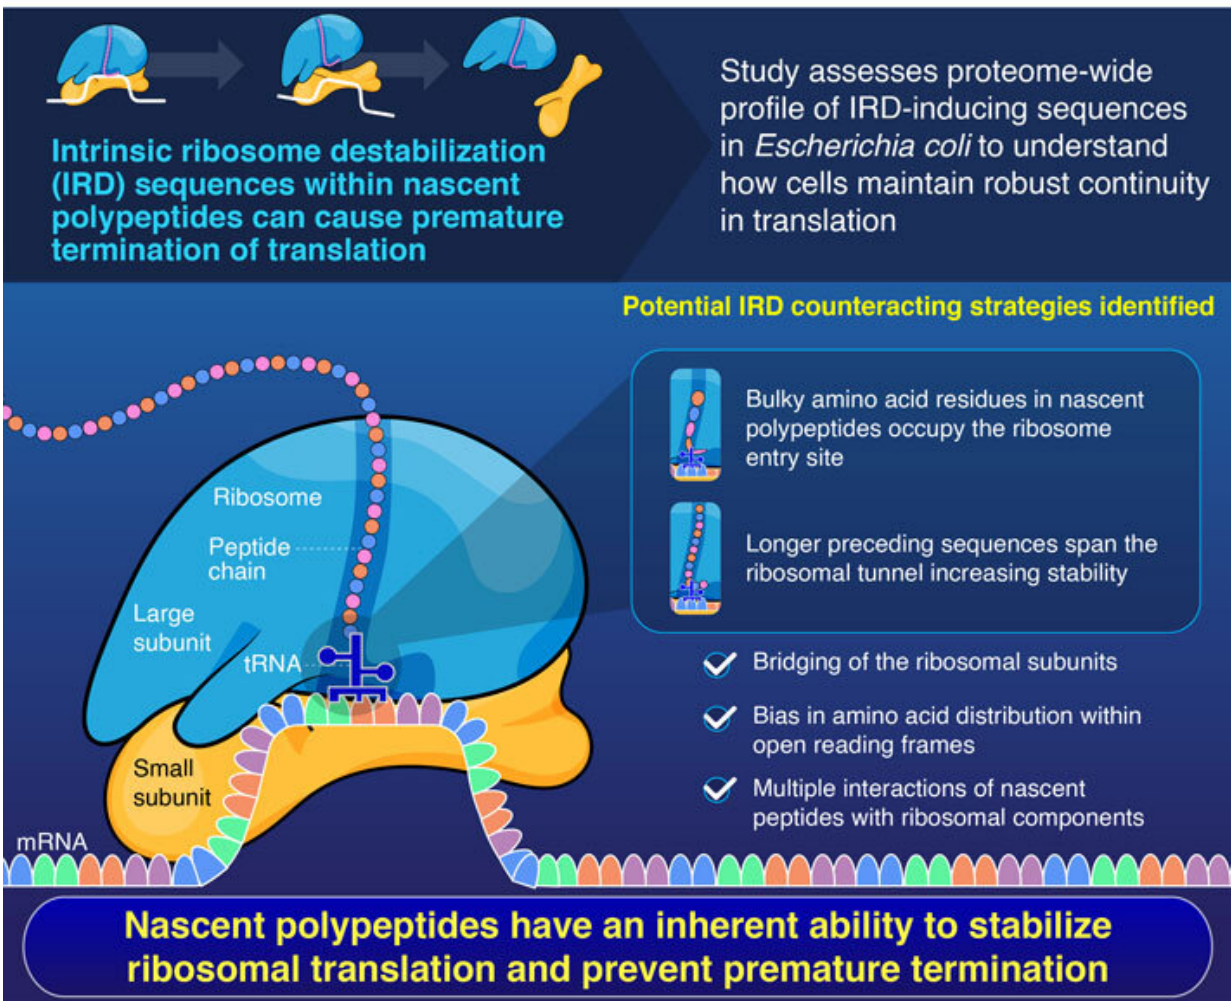 Intrinsic ribosome destabilization
(IRD) sequences within nascent
polypeptides can cause premature
termination of translation
Study assesses proteome-wide
profile of IRD-inducing sequences
in Escherichia coli to understand
how cells maintain robust continuity
in translation
Potential IRD counteracting strategies identified
Bulky amino acid residues in nascent
polypeptides occupy the ribosome
entry site
Longer preceding sequences span the
ribosomal tunnel increasing stability
Bridging of the ribosomal subunits
Bias in amino acid distribution within
open reading frames
Multiple interactions of nascent
peptides with ribosomal components
Ribosome
Peptide
chain
Large
subunit
tRNA
Small
subunit
mRNA
Nascent polypeptides have an inherent ability to stabilize
ribosomal translation and prevent premature termination